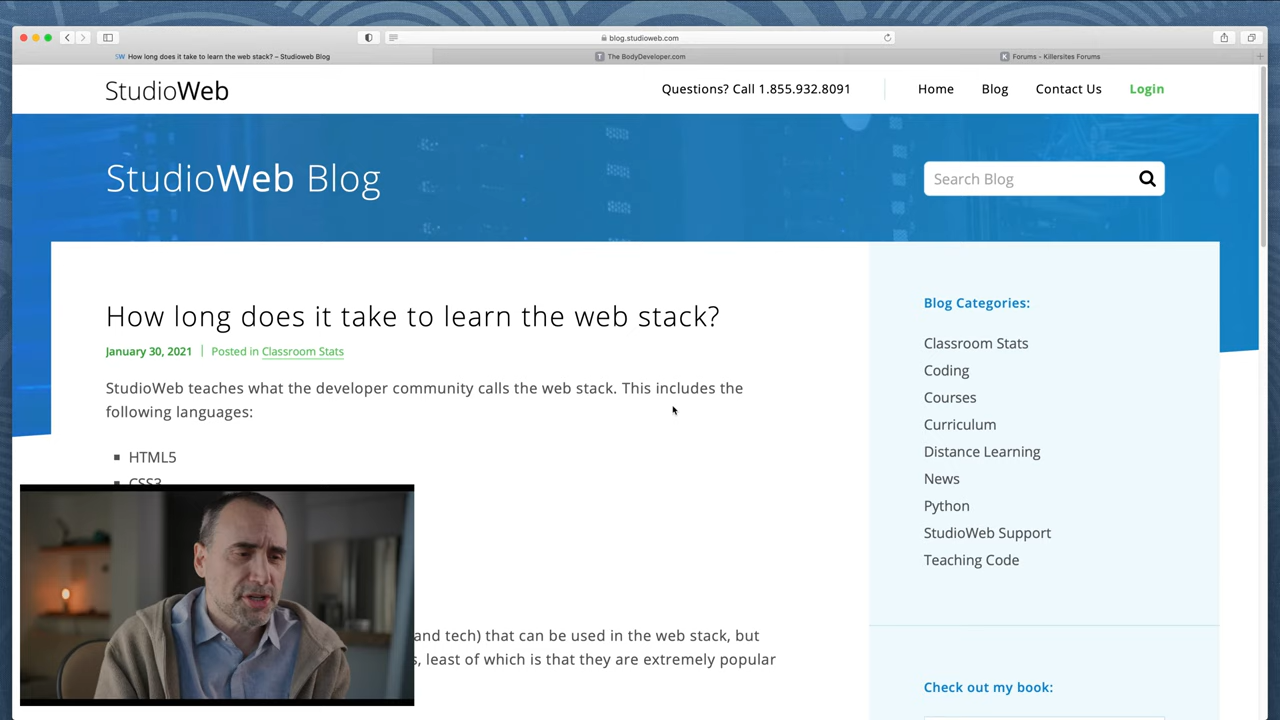 blog.studioweb.com
SW How long does it take to learn the web stack? – Studioweb Blog
T The BodyDeveloper.com
K Forums - Killersites Forums
StudioWeb
Questions? Call 1.855.932.8091
Home
Blog
Contact Us
Login
StudioWeb Blog
Search Blog
How long does it take to learn the web stack?
January 30, 2021
Posted in Classroom Stats
StudioWeb teaches what the developer community calls the web stack. This includes the
following languages:
HTML5
CSS3
and tech) that can be used in the web stack, but
, least of which is that they are extremely popular
Blog Categories:
Classroom Stats
Coding
Courses
Curriculum
Distance Learning
News
Python
StudioWeb Support
Teaching Code
Check out my book: